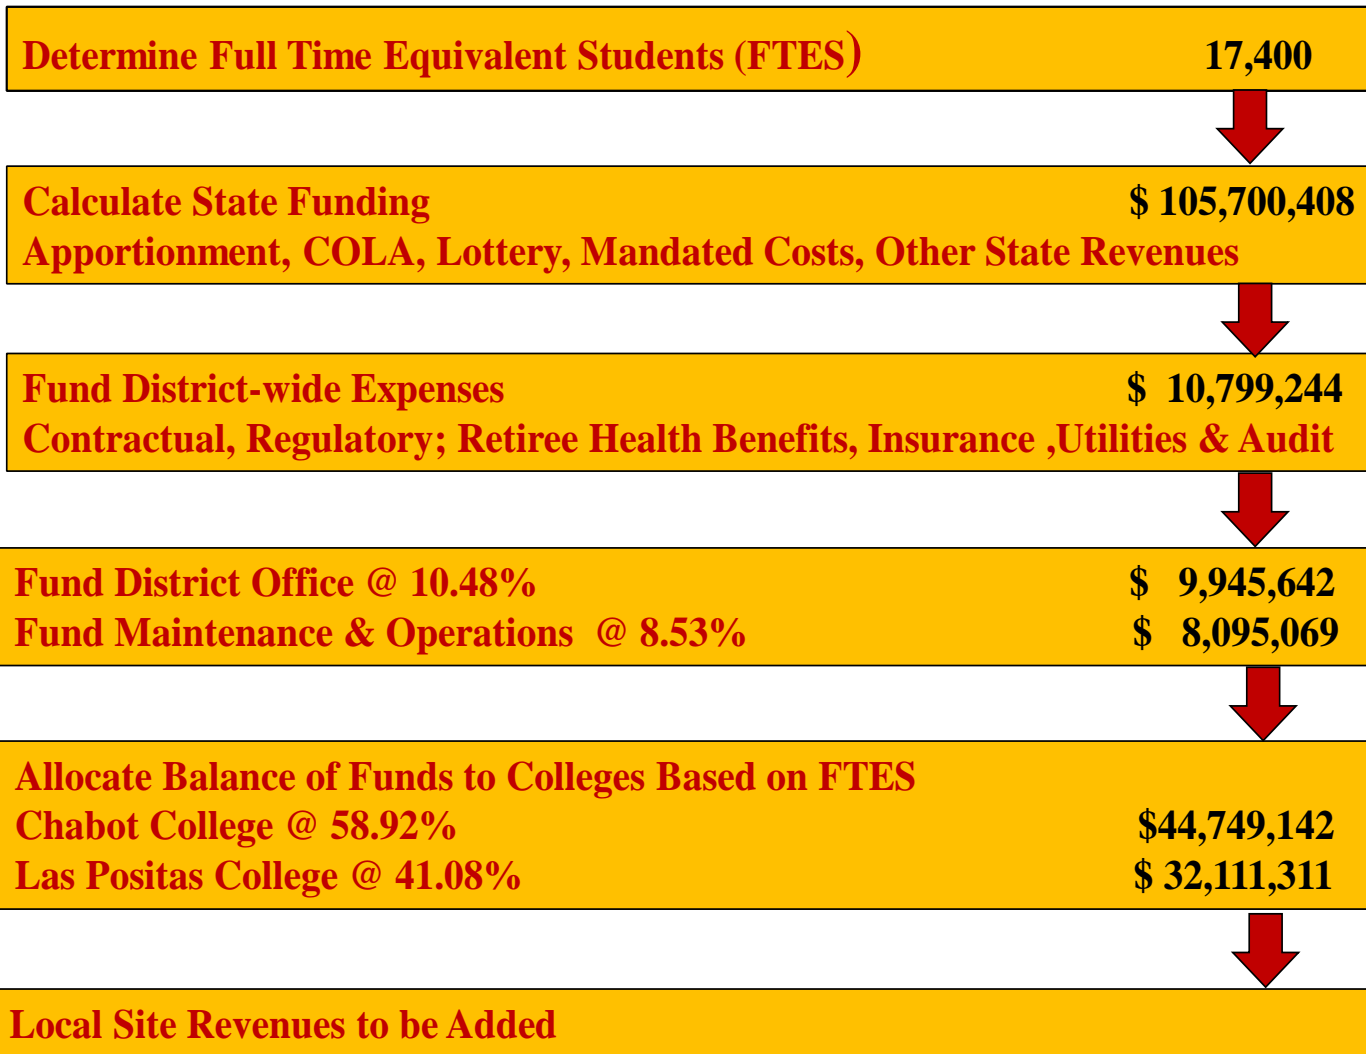 Determine Full Time Equivalent Students (FTES) 17,400
Calculate State Funding $ 105,700,408
Apportionment, COLA, Lottery, Mandated Costs, Other State Revenues
Fund District-wide Expenses $ 10,799,244
Contractual, Regulatory; Retiree Health Benefits, Insurance ,Utilities & Audit
Fund District Office @ 10.48% $ 9,945,642
Fund Maintenance & Operations @ 8.53% $ 8,095,069
Allocate Balance of Funds to Colleges Based on FTES
Chabot College @ 58.92% $44,749,142
Las Positas College @ 41.08% $ 32,111,311
Local Site Revenues to be Added